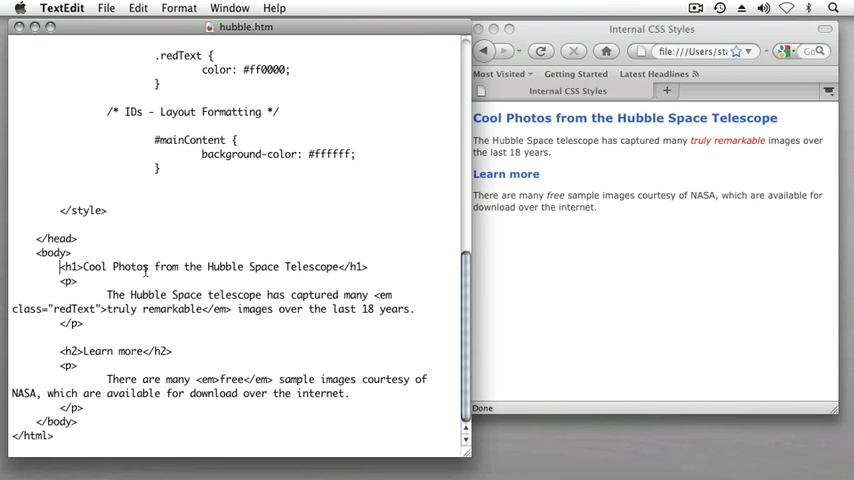 TextEdit File Edit Format Window Help
hubble.htm
.redText {
color: #ff0000;
}
/* IDs - Layout Formatting */
#mainContent {
background-color: #ffffff;
}
</style>
</head>
<body>
<h1>Cool Photos from the Hubble Space Telescope</h1>
<p>
The Hubble Space telescope has captured many <em
class="redText">truly remarkable</em> images over the last 18 years.
</p>
<h2>Learn more</h2>
<p>
There are many <em>free</em> sample images courtesy of
NASA, which are available for download over the internet.
</p>
</body>
</html>
Internal CSS Styles
file:///Users/sta
Go
Most Visited Getting Started Latest Headlines
Internal CSS Styles
Cool Photos from the Hubble Space Telescope
The Hubble Space telescope has captured many truly remarkable images over
the last 18 years.
Learn more
There are many free sample images courtesy of NASA, which are available for
download over the internet.
Done